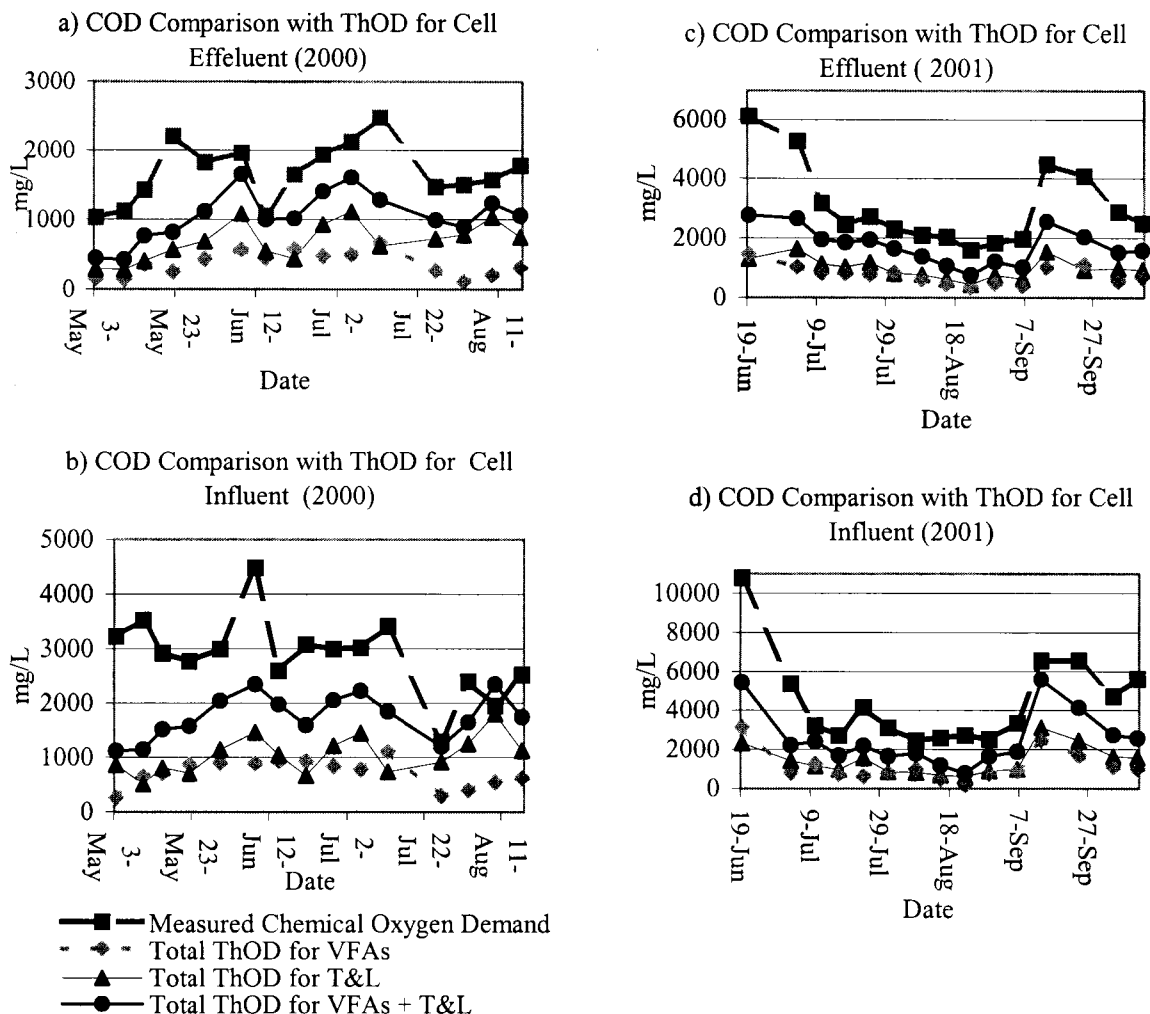 a) COD Comparison with ThOD for Cell
Effeluent (2000)
3000
2000
1000
0
mg/L
3-
May
23-
May
12-
Jun
2-
Jul
22-
Jul
11-
Aug
Date
b) COD Comparison with ThOD for Cell
Influent (2000)
5000
4000
3000
2000
1000
0
mg/L
3-
May
23-
May
12-
Jun
2-
Jul
22-
Jul
11-
Aug
Date
Measured Chemical Oxygen Demand
Total ThOD for VFAs
Total ThOD for T&L
Total ThOD for VFAs + T&L
c) COD Comparison with ThOD for Cell
Effluent ( 2001)
6000
4000
2000
0
mg/L
19-Jun
9-Jul
29-Jul
18-Aug
7-Sep
27-Sep
Date
d) COD Comparison with ThOD for Cell
Influent (2001)
10000
8000
6000
4000
2000
0
mg/L
19-Jun
9-Jul
29-Jul
18-Aug
7-Sep
27-Sep
Date